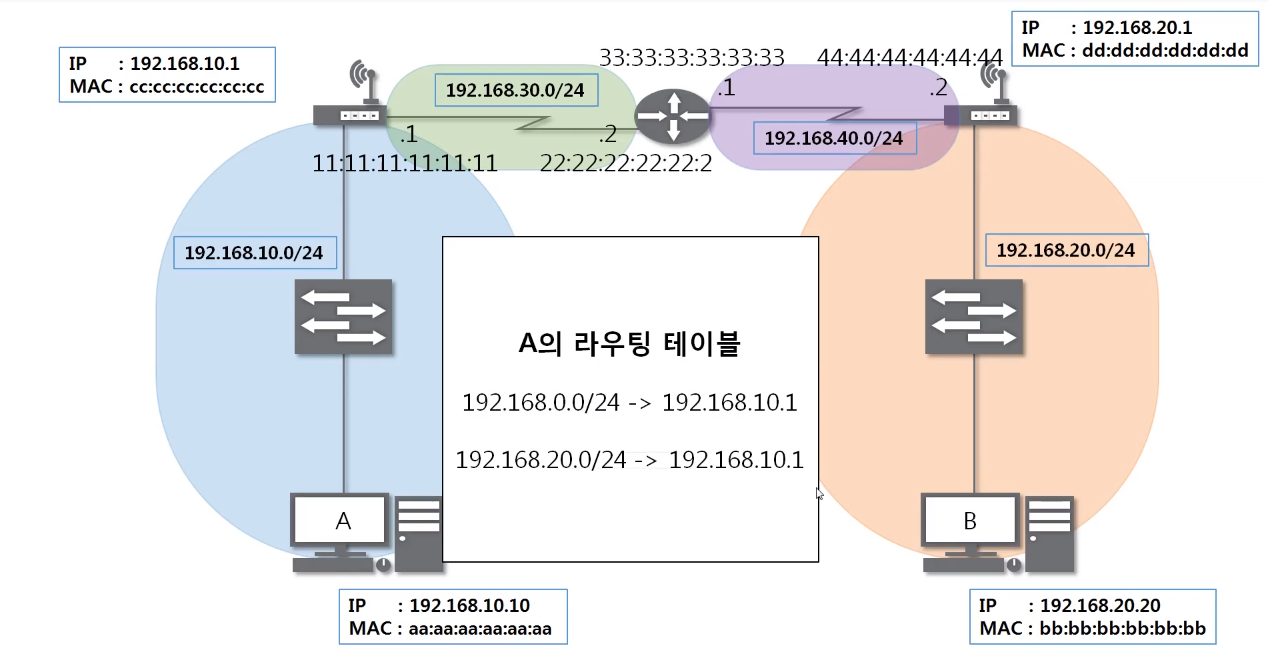 IP : 192.168.10.1
MAC : cc:cc:cc:cc:cc:cc
IP : 192.168.20.1
MAC : dd:dd:dd:dd:dd:dd
33:33:33:33:33:33
44:44:44:44:44:44
192.168.30.0/24
.1
.2
.1
.2
192.168.40.0/24
11:11:11:11:11:11
22:22:22:22:22:2
192.168.10.0/24
192.168.20.0/24
A의 라우팅 테이블
192.168.0.0/24 -> 192.168.10.1
192.168.20.0/24 -> 192.168.10.1
A
B
IP : 192.168.10.10
MAC : aa:aa:aa:aa:aa:aa
IP : 192.168.20.20
MAC : bb:bb:bb:bb:bb:bb